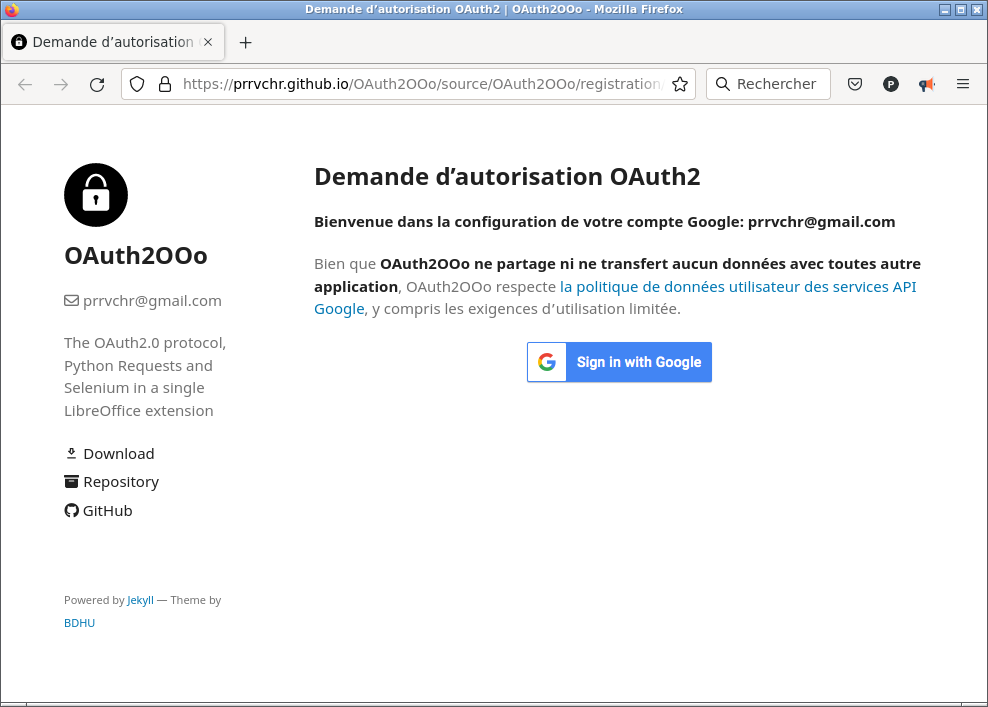 Demande d’autorisation OAuth2 | OAuth2OOo - Mozilla Firefox
Demande d’autorisation
https://prrvchr.github.io/OAuth2OOo/source/OAuth2OOo/registration/
Rechercher
P
OAuth2OOo
prrvchr@gmail.com
The OAuth2.0 protocol,
Python Requests and
Selenium in a single
LibreOffice extension
Download
Repository
GitHub
Powered by Jekyll — Theme by
BDHU
Demande d’autorisation OAuth2
Bienvenue dans la configuration de votre compte Google: prrvchr@gmail.com
Bien que OAuth2OOo ne partage ni ne transfert aucun données avec toutes autre
application, OAuth2OOo respecte la politique de données utilisateur des services API
Google, y compris les exigences d’utilisation limitée.
Sign in with Google